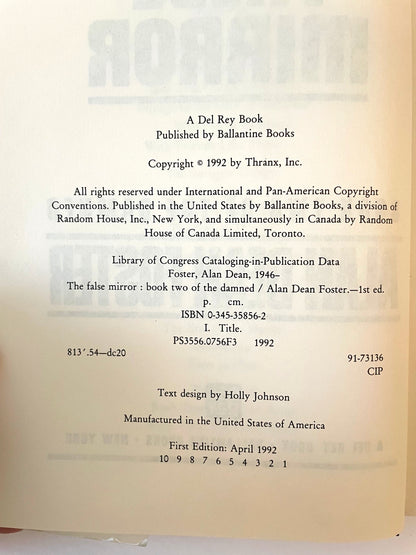 A Del Rey Book
Published by Ballantine Books
Copyright © 1992 by Thranx, Inc.
All rights reserved under International and Pan-American Copyright
Conventions. Published in the United States by Ballantine Books, a division of
Random House, Inc., New York, and simultaneously in Canada by Random
House of Canada Limited, Toronto.
Library of Congress Cataloging-in-Publication Data
Foster, Alan Dean, 1946–
The false mirror : book two of the damned / Alan Dean Foster.—1st ed.
p. cm.
ISBN 0-345-35856-2
I. Title.
PS3556.0756F3 1992
813′.54—dc20 91-73136
CIP
Text design by Holly Johnson
Manufactured in the United States of America
First Edition: April 1992
10 9 8 7 6 5 4 3 2 1